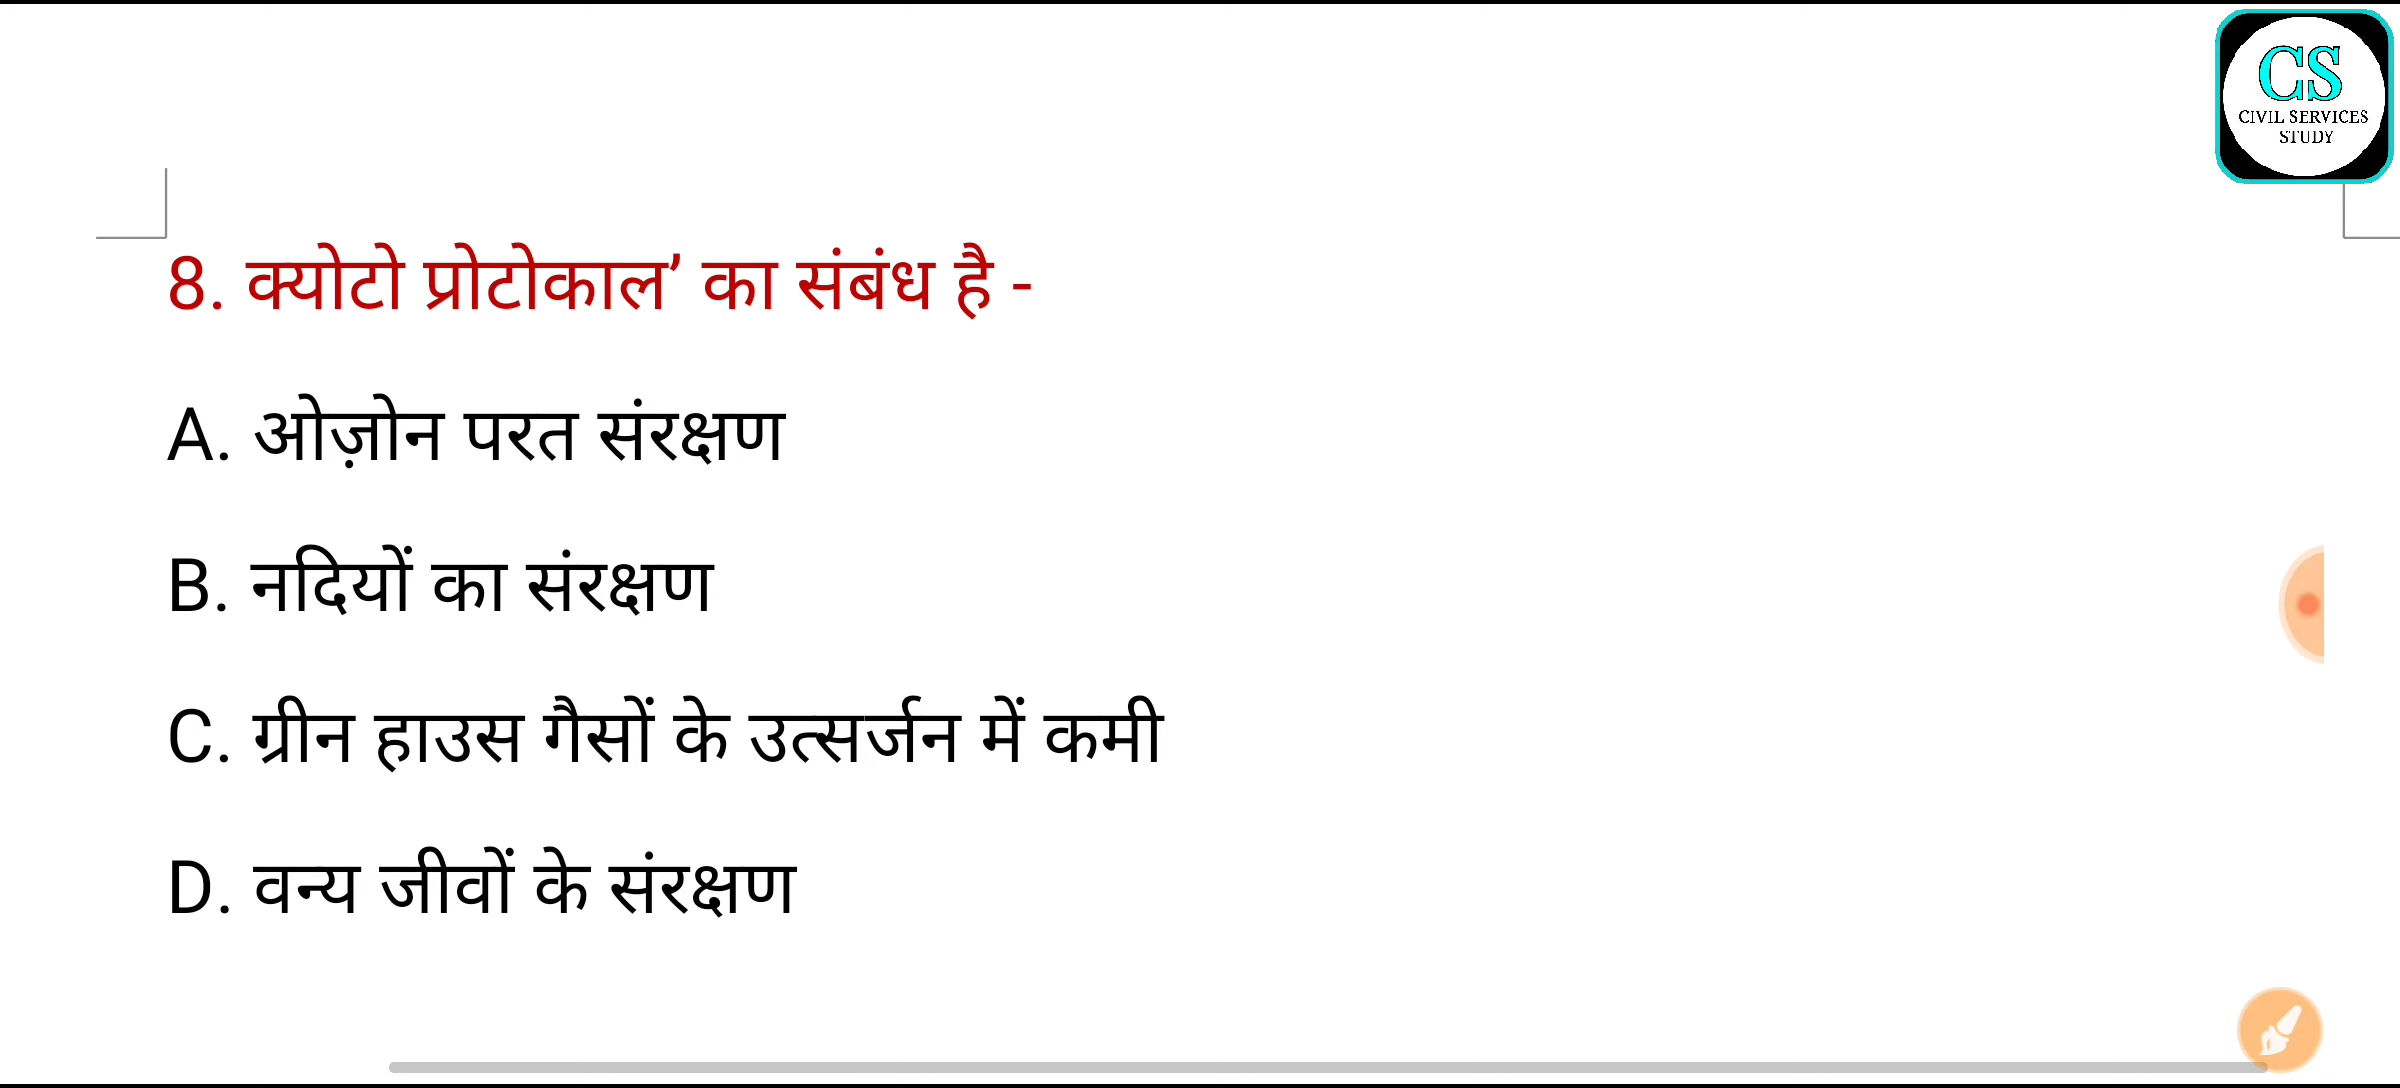 CS
CIVIL SERVICES
STUDY
8. क्योटो प्रोटोकाल’ का संबंध है -
A. ओज़ोन परत संरक्षण
B. नदियों का संरक्षण
C. ग्रीन हाउस गैसों के उत्सर्जन में कमी
D. वन्य जीवों के संरक्षण